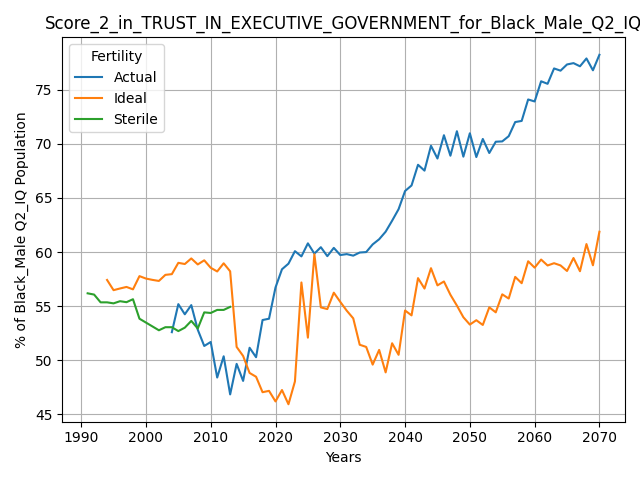 Score_2_in_TRUST_IN_EXECUTIVE_GOVERNMENT_for_Black_Male_Q2_IQ
Fertility
Actual
Ideal
Sterile
% of Black_Male Q2_IQ Population
75
70
65
60
55
50
45
1990 2000 2010 2020 2030 2040 2050 2060 2070
Years